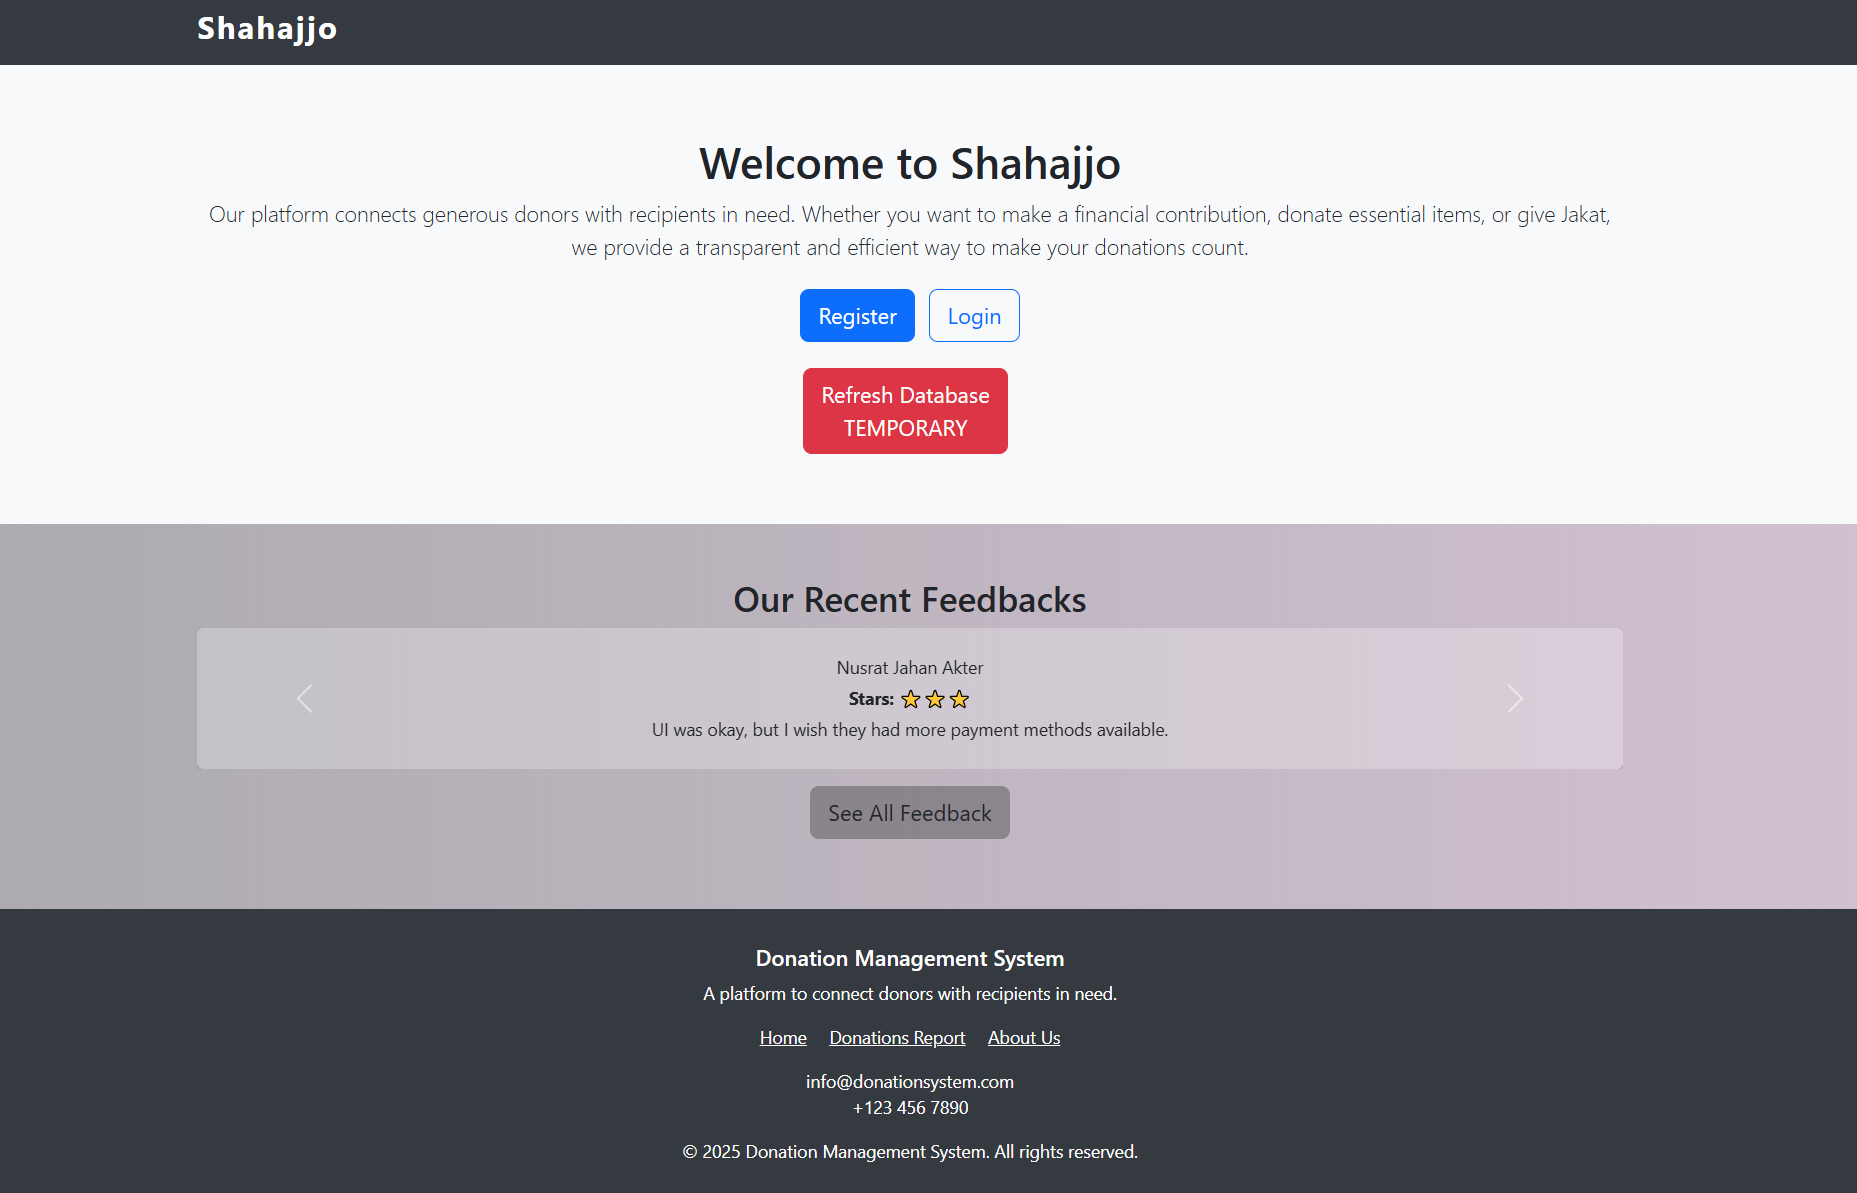 Shahajjo
Welcome to Shahajjo
Our platform connects generous donors with recipients in need. Whether you want to make a financial contribution, donate essential items, or give Jakat,
we provide a transparent and efficient way to make your donations count.
Register Login
Refresh Database
TEMPORARY
Our Recent Feedbacks
Nusrat Jahan Akter
Stars: ⭐⭐⭐
UI was okay, but I wish they had more payment methods available.
See All Feedback
Donation Management System
A platform to connect donors with recipients in need.
Home Donations Report About Us
info@donationsystem.com
+123 456 7890
© 2025 Donation Management System. All rights reserved.